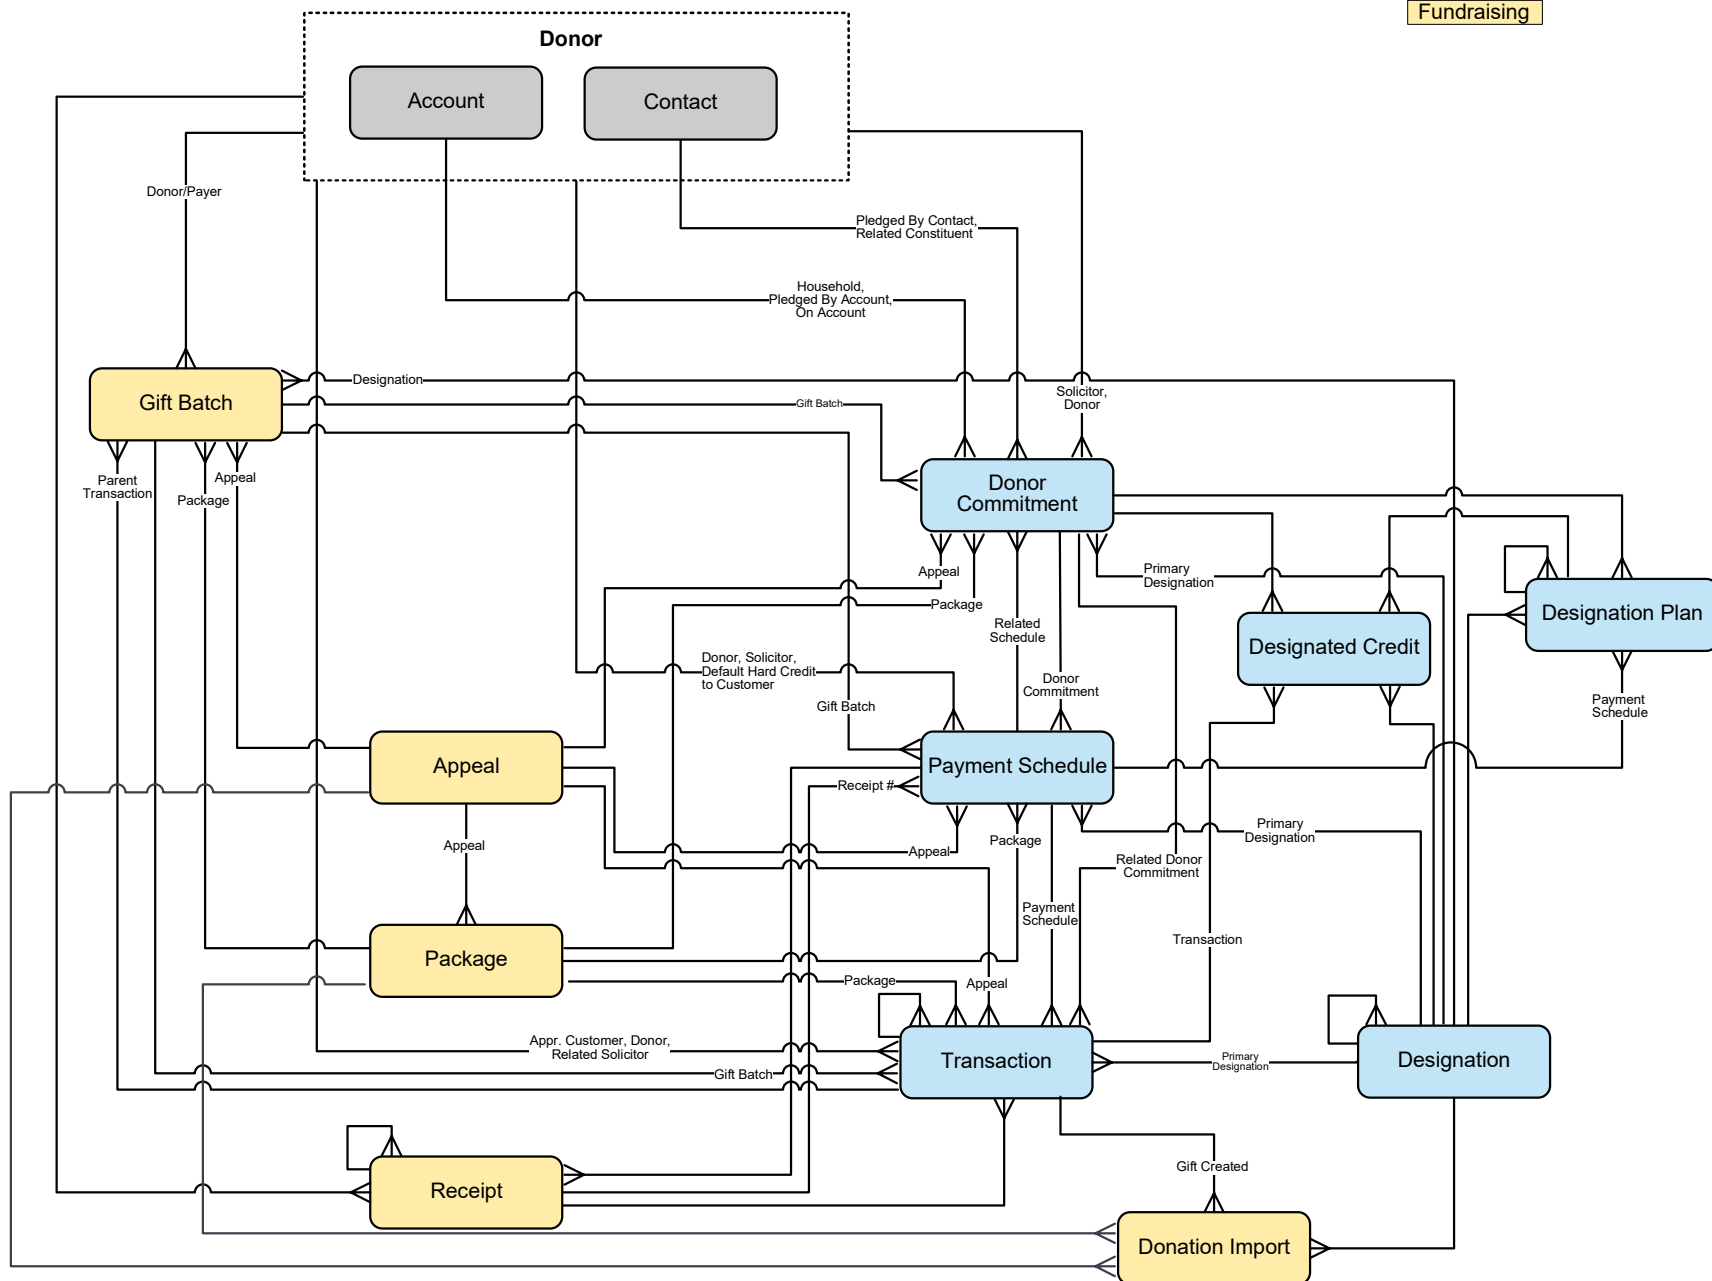 Fundraising
Donor
Account
Contact
Donor/Payer
Pledged By Contact,
Related Constituent
Household,
Pledged By Account,
On Account
Designation
Gift Batch
Gift Batch
Solicitor,
Donor
Parent
Transaction
Package
Appeal
Donor
Commitment
Appeal
Package
Primary
Designation
Related
Schedule
Designation Plan
Designated Credit
Donor, Solicitor,
Default Hard Credit
to Customer
Donor
Commitment
Gift Batch
Payment
Schedule
Appeal
Payment Schedule
Receipt #
Appeal
Appeal
Package
Primary
Designation
Related Donor
Commitment
Payment
Schedule
Transaction
Package
Package
Appeal
Appr. Customer, Donor,
Related Solicitor
Gift Batch
Transaction
Primary
Designation
Designation
Gift Created
Receipt
Donation Import